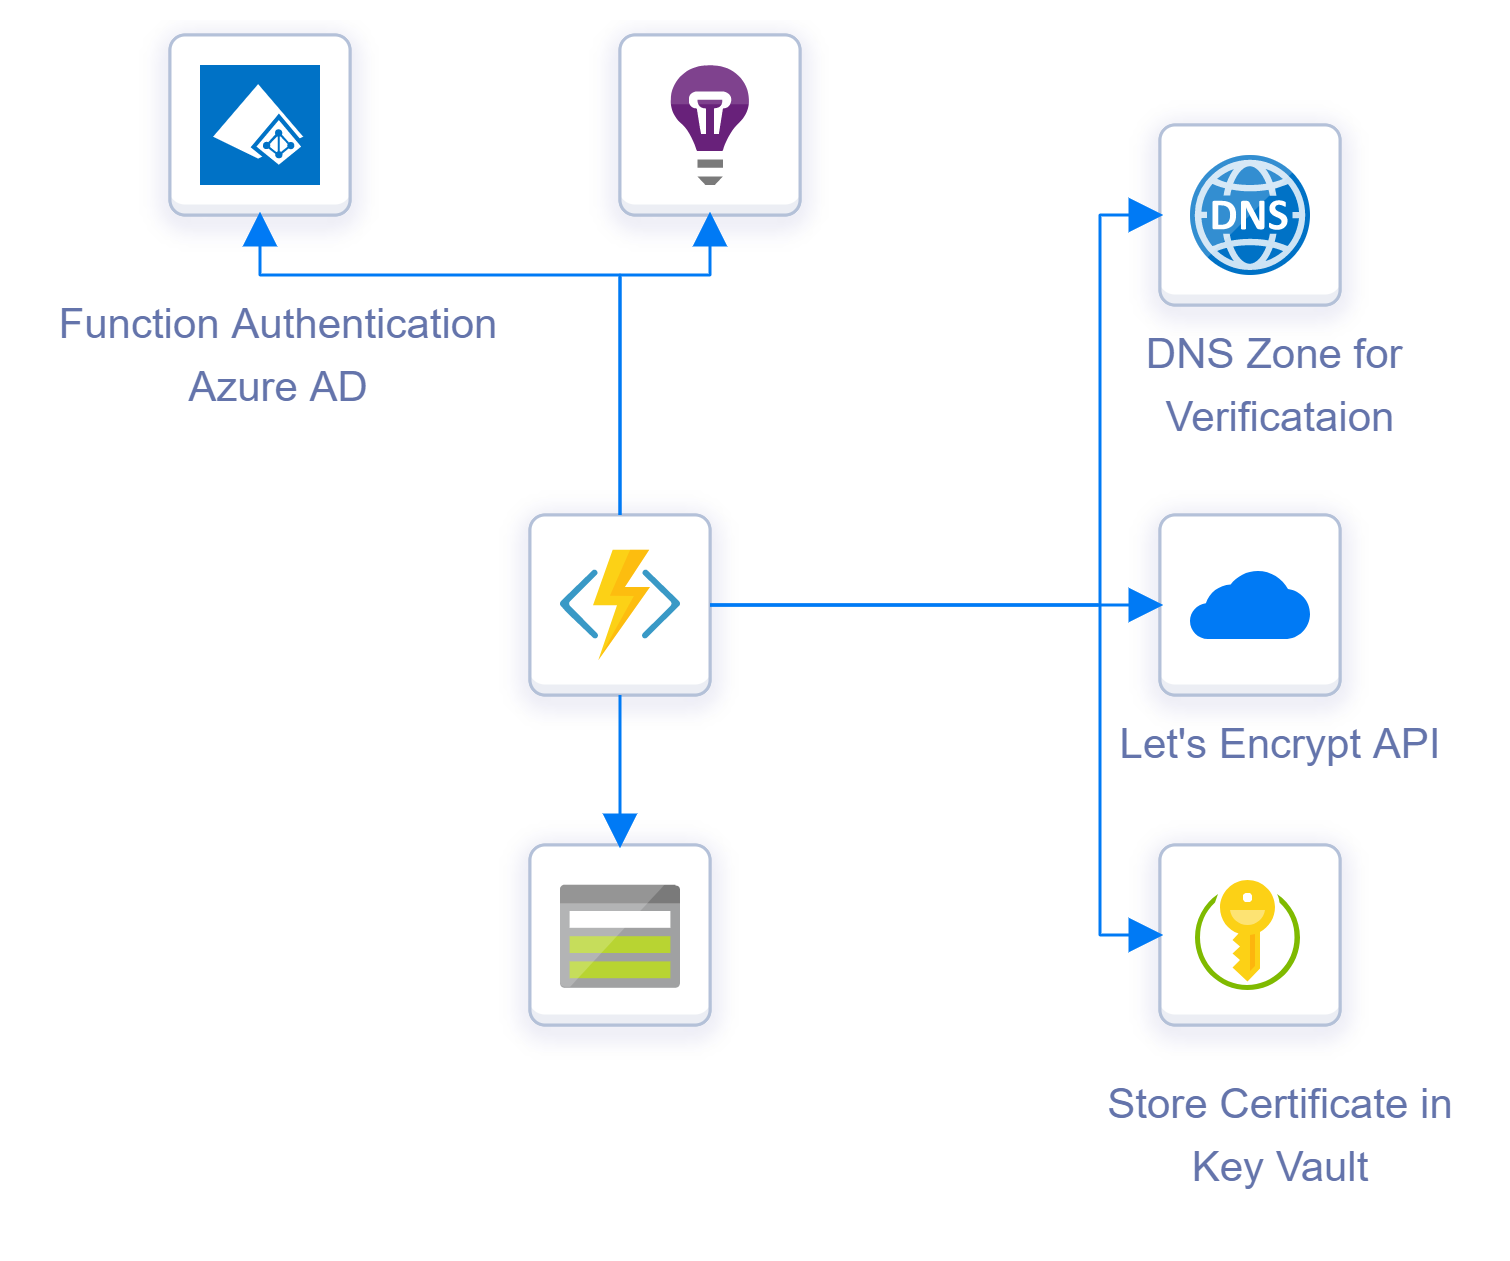 DNS
Function Authentication
Azure AD
DNS Zone for
Verificataion
Let's Encrypt API
Store Certificate in
Key Vault